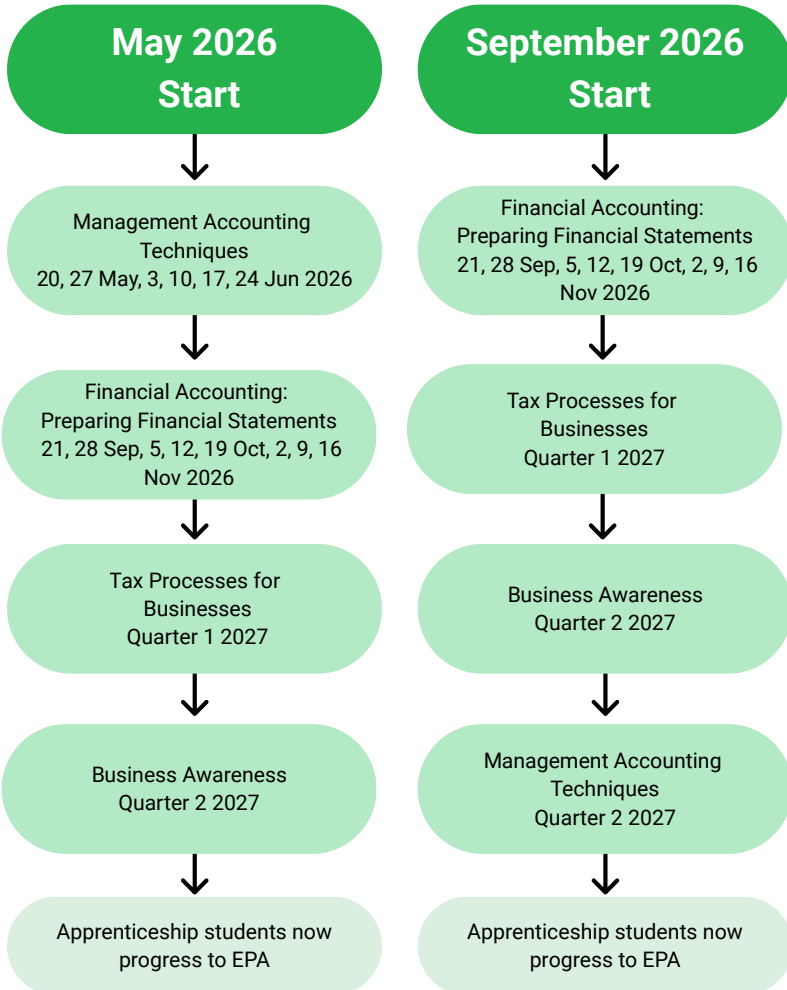 May 2026
Start
Management Accounting
Techniques
20, 27 May, 3, 10, 17, 24 Jun 2026
Financial Accounting:
Preparing Financial Statements
21, 28 Sep, 5, 12, 19 Oct, 2, 9, 16
Nov 2026
Tax Processes for
Businesses
Quarter 1 2027
Business Awareness
Quarter 2 2027
Apprenticeship students now
progress to EPA
September 2026
Start
Financial Accounting:
Preparing Financial Statements
21, 28 Sep, 5, 12, 19 Oct, 2, 9, 16
Nov 2026
Tax Processes for
Businesses
Quarter 1 2027
Business Awareness
Quarter 2 2027
Management Accounting
Techniques
Quarter 2 2027
Apprenticeship students now
progress to EPA